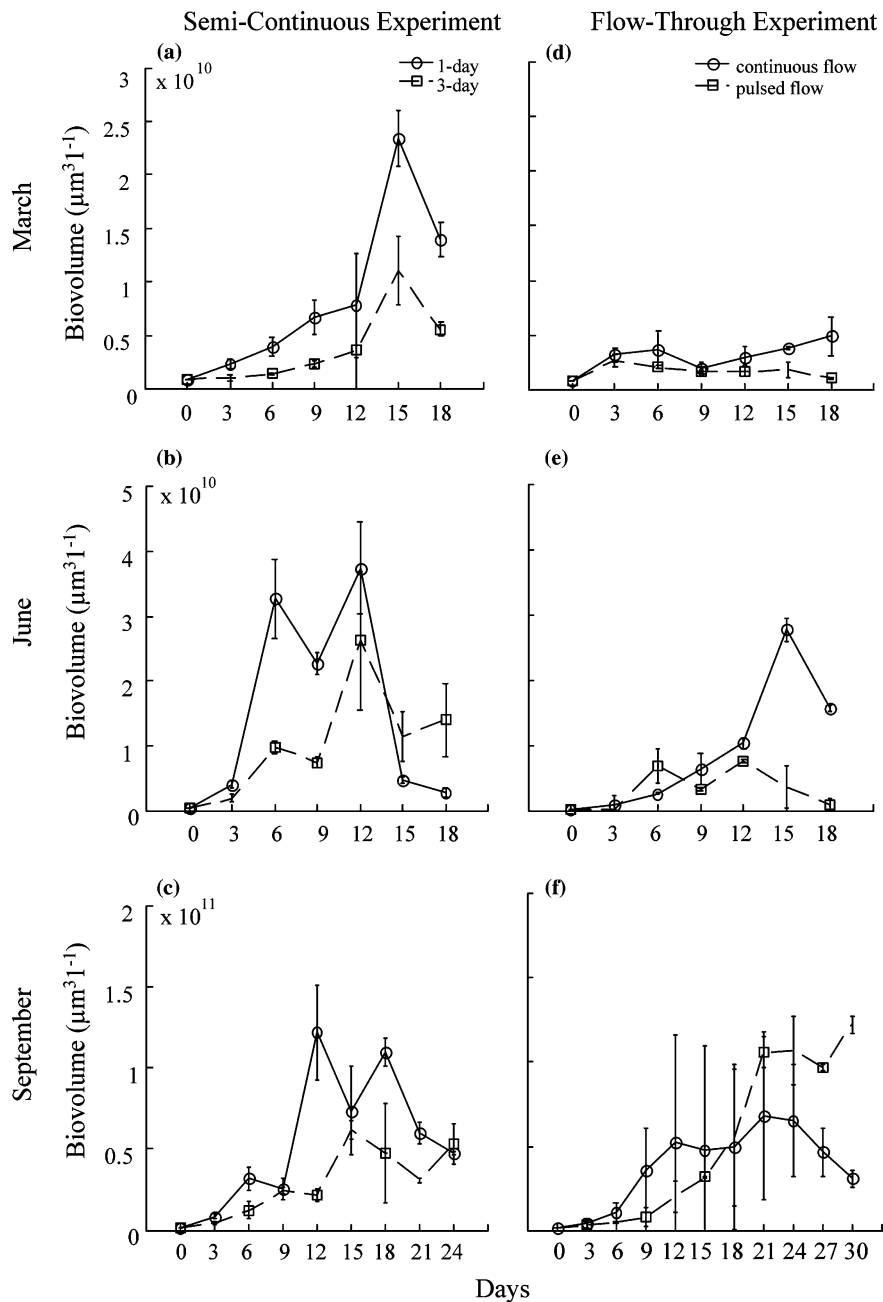 Semi-Continuous Experiment
Flow-Through Experiment
(a)
x 10^10
1-day
3-day
3
2.5
2
1.5
1
0.5
0
Biovolume (µm³l⁻¹)
March
0 3 6 9 12 15 18
(d)
continuous flow
pulsed flow
0 3 6 9 12 15 18
(b)
x 10^10
5
4
3
2
1
0
Biovolume (µm³l⁻¹)
June
0 3 6 9 12 15 18
(e)
0 3 6 9 12 15 18
(c)
x 10^11
2
1.5
1
0.5
0
Biovolume (µm³l⁻¹)
September
0 3 6 9 12 15 18 21 24
(f)
0 3 6 9 12 15 18 21 24 27 30
Days